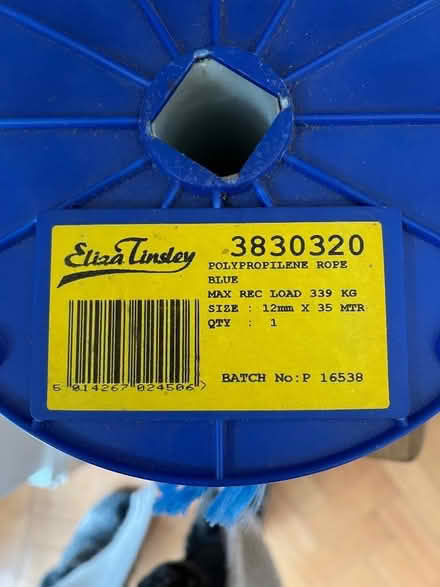 Eliza Tinsley
3830320
POLYPROPILENE ROPE
BLUE
MAX REC LOAD 339 KG
SIZE : 12mm X 35 MTR
QTY : 1
5 014267 024506 >
BATCH No:P 16538